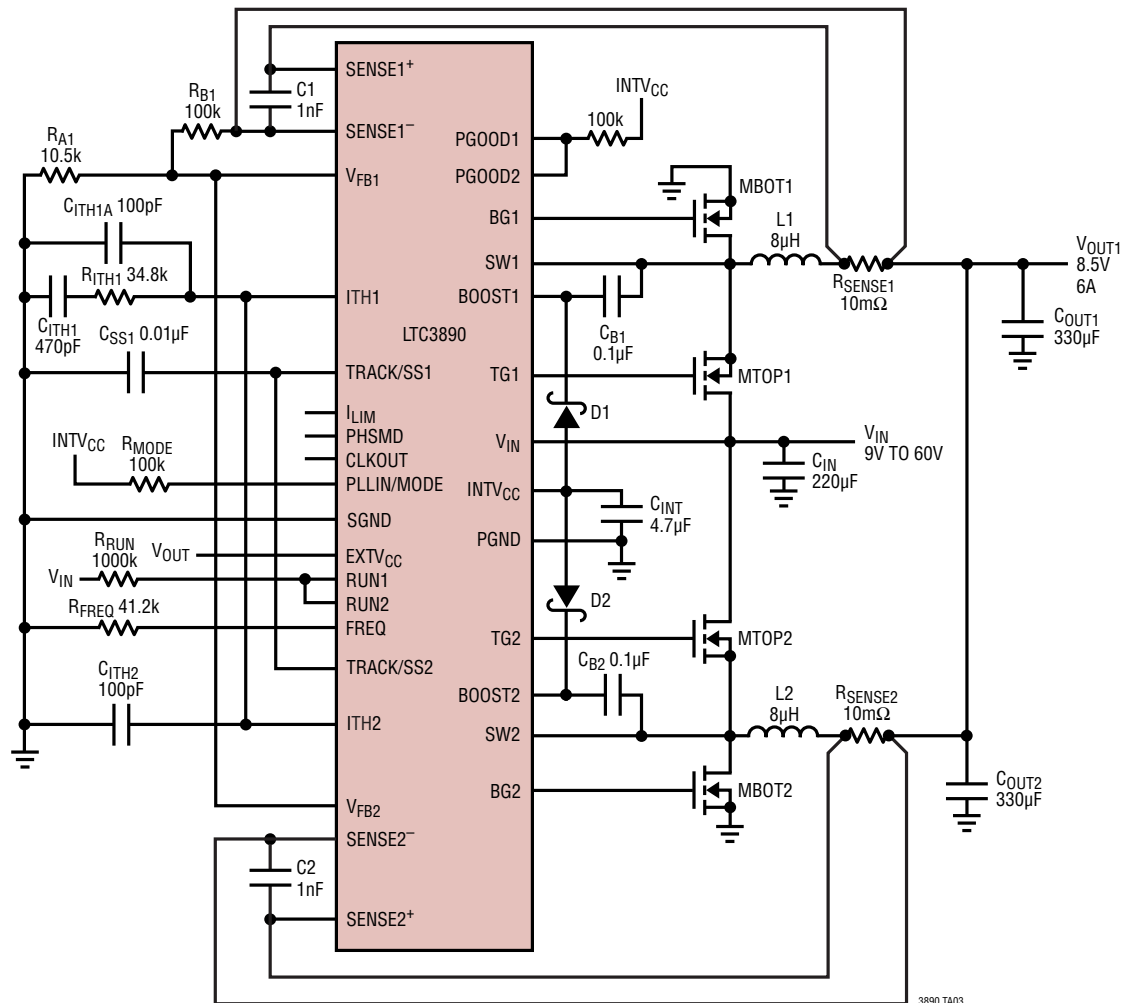 SENSE1+
C1
1nF
RB1
100k
SENSE1−
INTVCC
100k
PGOOD1
RA1
10.5k
VFB1
PGOOD2
MBOT1
CITH1A 100pF
BG1
L1
8µH
VOUT1
8.5V
6A
SW1
RITH1 34.8k
RSENSE1
10mΩ
ITH1
BOOST1
CITH1
470pF
CB1
0.1µF
COUT1
330µF
LTC3890
CSS1 0.01µF
TRACK/SS1
TG1
MTOP1
ILIM
D1
PHSMD
VIN
VIN
9V TO 60V
INTVCC
CLKOUT
RMODE
100k
CIN
220µF
PLLIN/MODE
INTVCC
CINT
4.7µF
SGND
PGND
RRUN
1000k
VOUT
EXTVCC
VIN
RUN1
RUN2
D2
RFREQ 41.2k
FREQ
TG2
MTOP2
TRACK/SS2
CB2 0.1µF
CITH2
100pF
BOOST2
L2
8µH
RSENSE2
10mΩ
ITH2
SW2
COUT2
330µF
BG2
MBOT2
VFB2
SENSE2−
C2
1nF
SENSE2+
3890 TA03